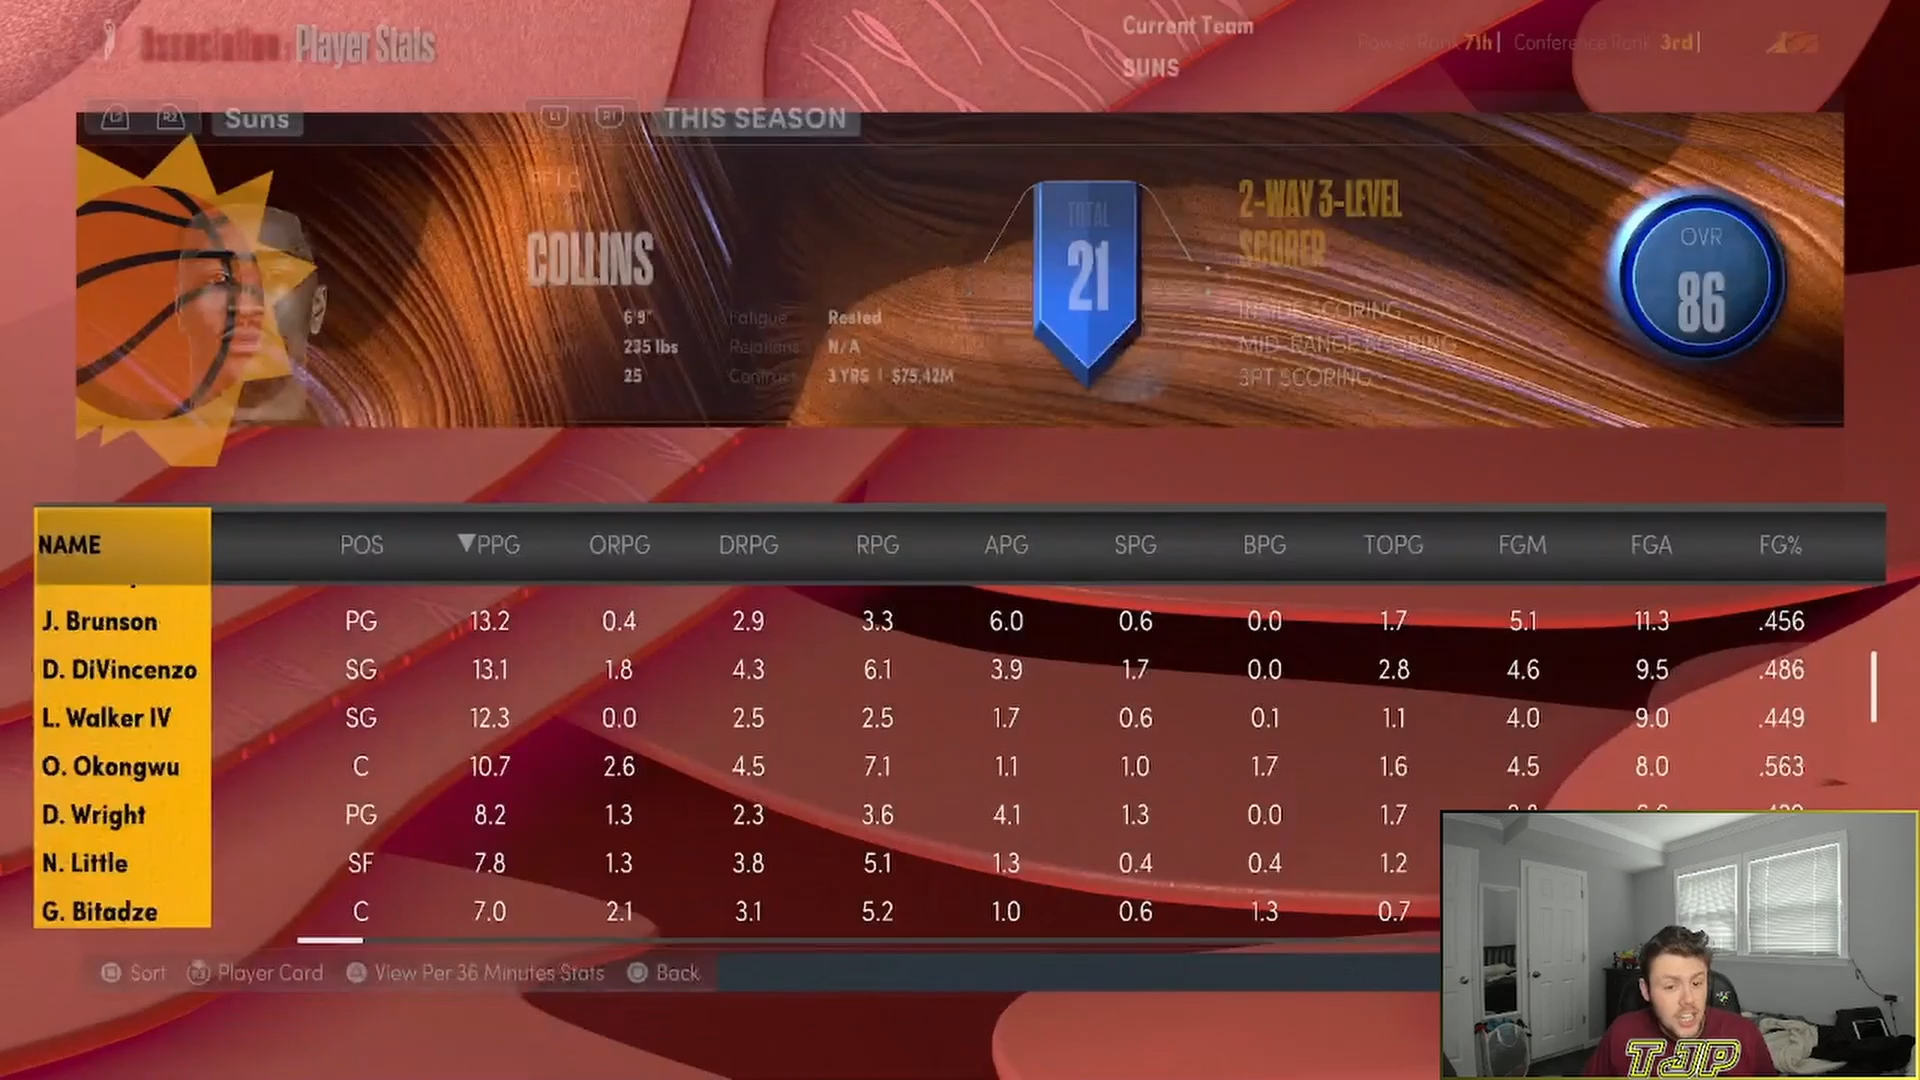 Association: Player Stats
Current Team
SUNS
Power Rank 7th | Conference Rank 3rd |
L2 R2 Suns L1 R1 THIS SEASON
COLLINS
6'9"
235 lbs
25
Fatigue Rested
Relations N/A
Contract 3 YRS | $75.42M
TOTAL
21
2-WAY 3-LEVEL
SCORER
INSIDE SCORING
MID-RANGE SCORING
3PT SCORING
OVR
86
NAME POS PPG ORPG DRPG RPG APG SPG BPG TOPG FGM FGA FG%
J. Brunson PG 13.2 0.4 2.9 3.3 6.0 0.6 0.0 1.7 5.1 11.3 .456
D. DiVincenzo SG 13.1 1.8 4.3 6.1 3.9 1.7 0.0 2.8 4.6 9.5 .486
L. Walker IV SG 12.3 0.0 2.5 2.5 1.7 0.6 0.1 1.1 4.0 9.0 .449
O. Okongwu C 10.7 2.6 4.5 7.1 1.1 1.0 1.7 1.6 4.5 8.0 .563
D. Wright PG 8.2 1.3 2.3 3.6 4.1 1.3 0.0 1.7
N. Little SF 7.8 1.3 3.8 5.1 1.3 0.4 0.4 1.2
G. Bitadze C 7.0 2.1 3.1 5.2 1.0 0.6 1.3 0.7
Sort Player Card View Per 36 Minutes Stats Back
TJP